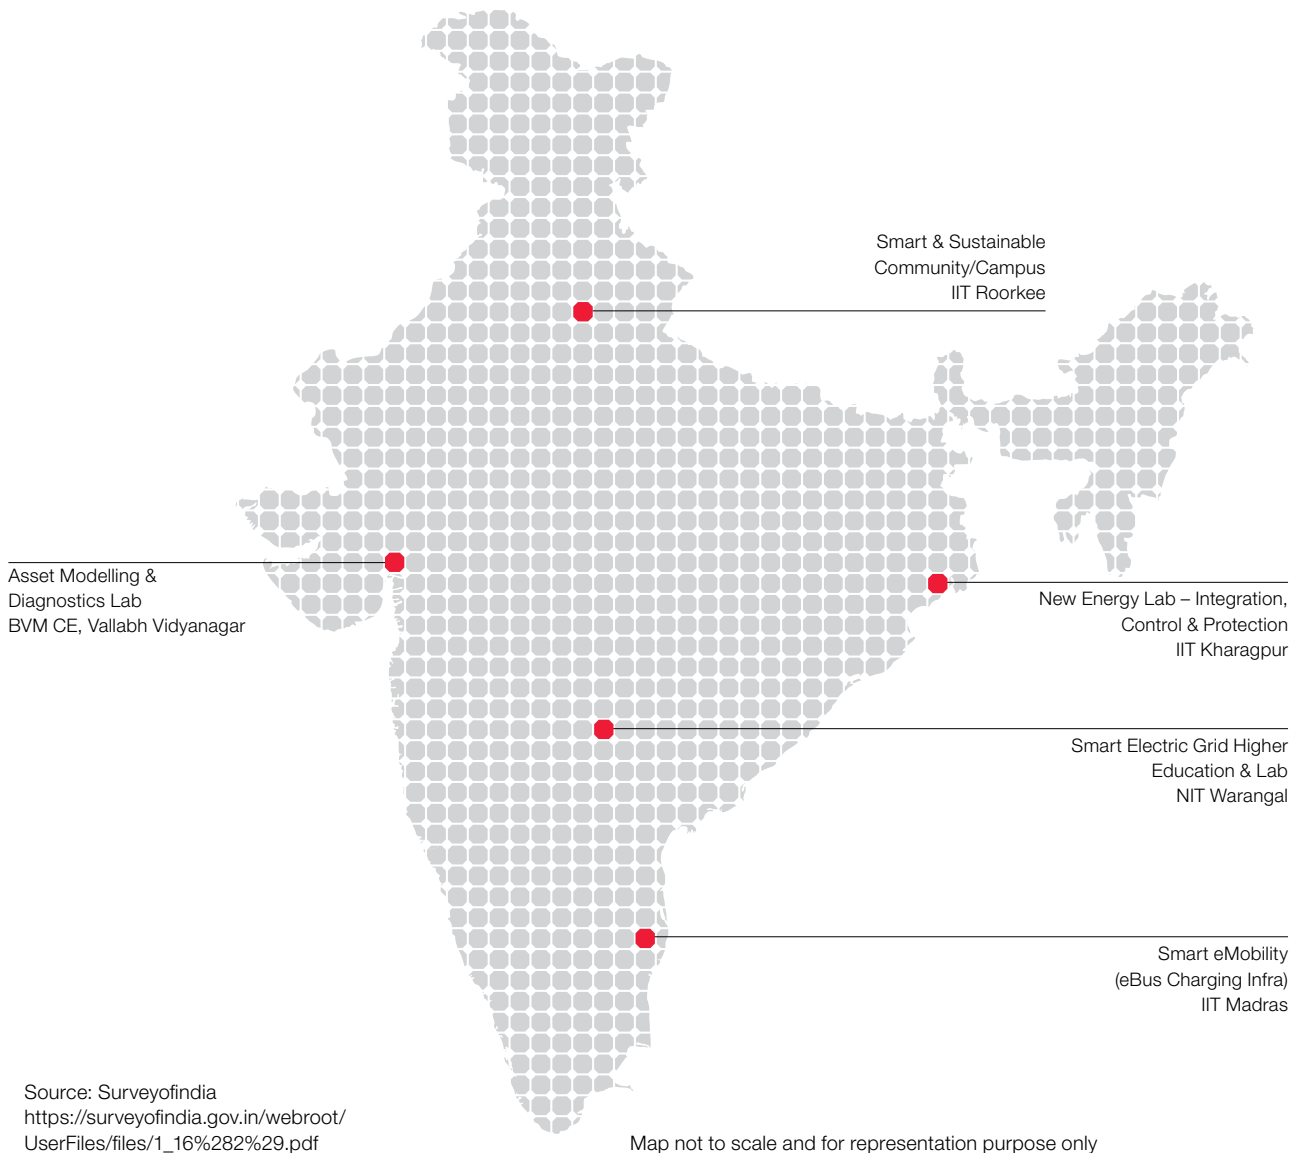 Smart & Sustainable
Community/Campus
IIT Roorkee
Asset Modelling &
Diagnostics Lab
BVM CE, Vallabh Vidyanagar
New Energy Lab – Integration,
Control & Protection
IIT Kharagpur
Smart Electric Grid Higher
Education & Lab
NIT Warangal
Smart eMobility
(eBus Charging Infra)
IIT Madras
Source: Surveyofindia
https://surveyofindia.gov.in/webroot/
UserFiles/files/1_16%282%29.pdf
Map not to scale and for representation purpose only